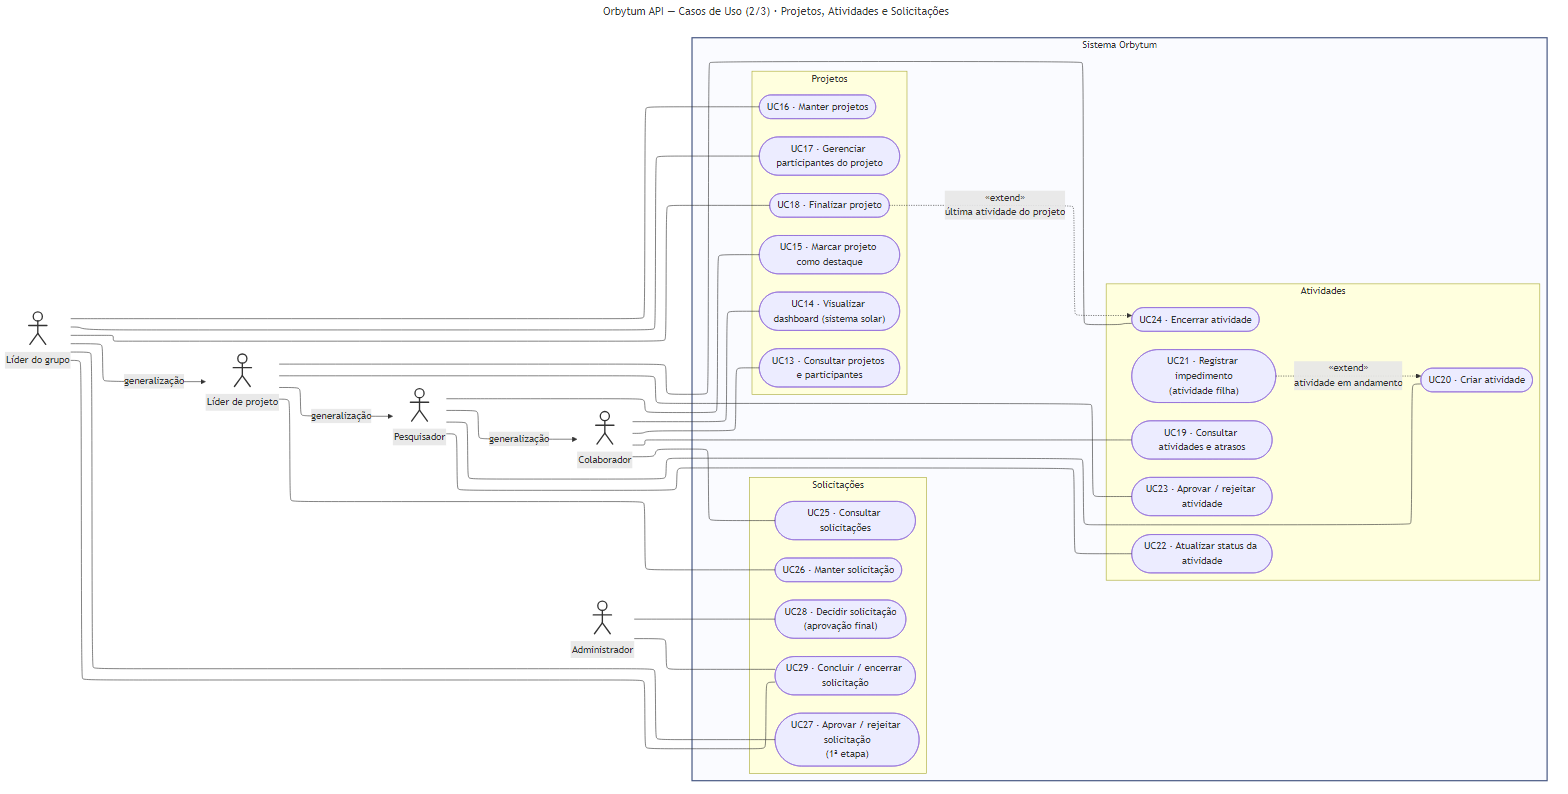 Orbytum API — Casos de Uso (2/3) · Projetos, Atividades e Solicitações
Sistema Orbytum
Projetos
UC16 · Manter projetos
UC17 · Gerenciar
participantes do projeto
UC18 · Finalizar projeto
«extend»
última atividade do projeto
UC15 · Marcar projeto
como destaque
UC14 · Visualizar
dashboard (sistema solar)
UC13 · Consultar projetos
e participantes
Atividades
UC24 · Encerrar atividade
UC21 · Registrar
impedimento
(atividade filha)
«extend»
atividade em andamento
UC20 · Criar atividade
UC19 · Consultar
atividades e atrasos
UC23 · Aprovar / rejeitar
atividade
UC22 · Atualizar status da
atividade
Líder do grupo
generalização
Líder de projeto
generalização
Pesquisador
generalização
Colaborador
Solicitações
UC25 · Consultar
solicitações
UC26 · Manter solicitação
UC28 · Decidir solicitação
(aprovação final)
Administrador
UC29 · Concluir / encerrar
solicitação
UC27 · Aprovar / rejeitar
solicitação
(1ª etapa)